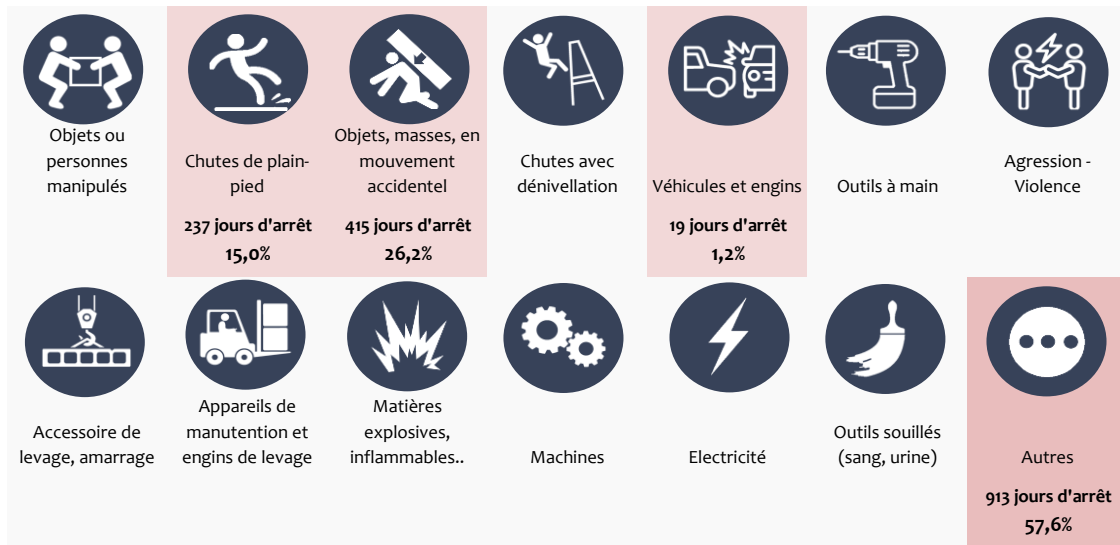 Objets ou
personnes
manipulés
Chutes de plain-
pied
237 jours d'arrêt
15,0%
Objets, masses, en
mouvement
accidentel
415 jours d'arrêt
26,2%
Chutes avec
dénivellation
Véhicules et engins
19 jours d'arrêt
1,2%
Outils à main
Agression -
Violence
Accessoire de
levage, amarrage
Appareils de
manutention et
engins de levage
Matières
explosives,
inflammables..
Machines
Electricité
Outils souillés
(sang, urine)
Autres
913 jours d'arrêt
57,6%